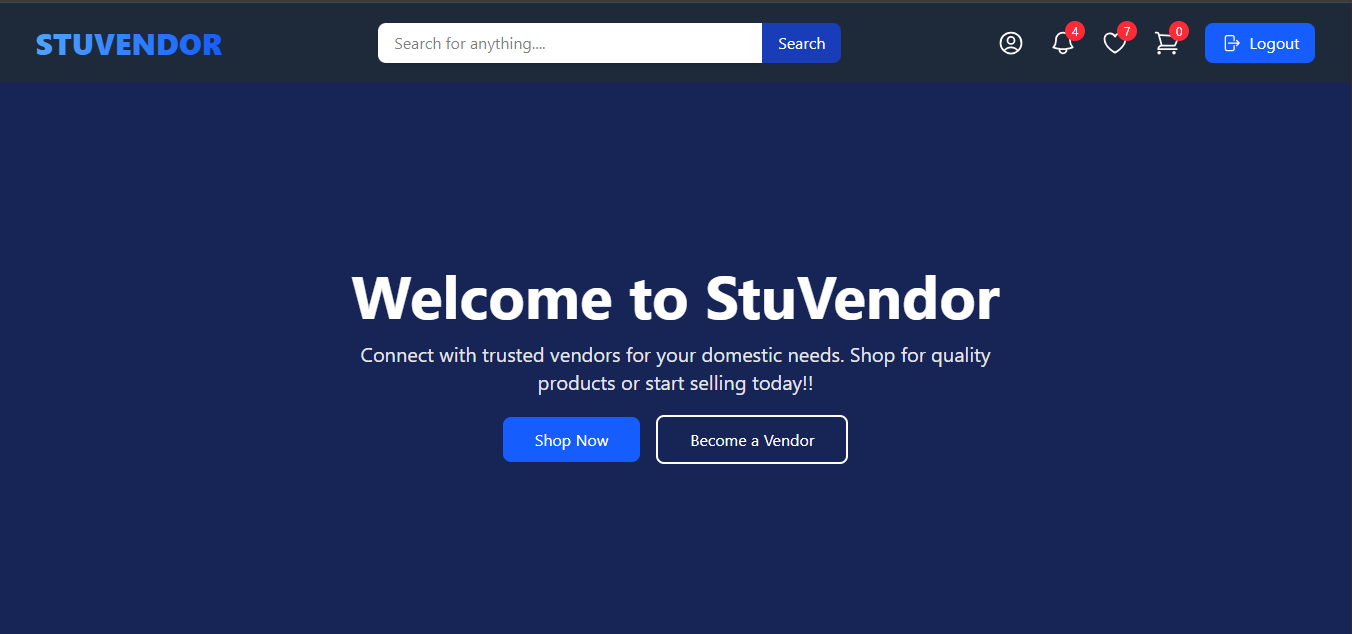 STUVENDOR
Search for anything....
Search
4
7
0
Logout
Welcome to StuVendor
Connect with trusted vendors for your domestic needs. Shop for quality
products or start selling today!!
Shop Now
Become a Vendor